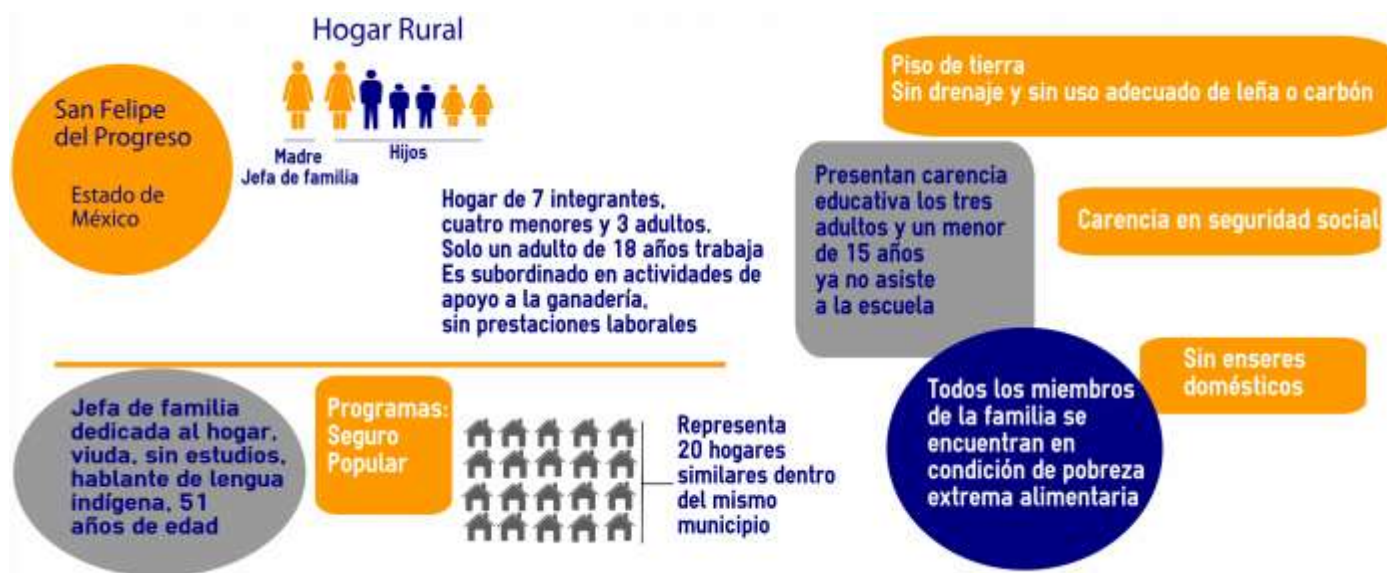 Hogar Rural
San Felipe
del Progreso
Estado de
México
Madre
Jefa de familia
Hijos
Hogar de 7 integrantes,
cuatro menores y 3 adultos.
Solo un adulto de 18 años trabaja
Es subordinado en actividades de
apoyo a la ganadería,
sin prestaciones laborales
Piso de tierra
Sin drenaje y sin uso adecuado de leña o carbón
Presentan carencia
educativa los tres
adultos y un menor
de 15 años
ya no asiste
a la escuela
Carencia en seguridad social
Sin enseres
domésticos
Todos los miembros
de la familia se
encuentran en
condición de pobreza
extrema alimentaria
Jefa de familia
dedicada al hogar,
viuda, sin estudios,
hablante de lengua
indígena, 51
años de edad
Programas:
Seguro
Popular
Representa
20 hogares
similares dentro
del mismo
municipio